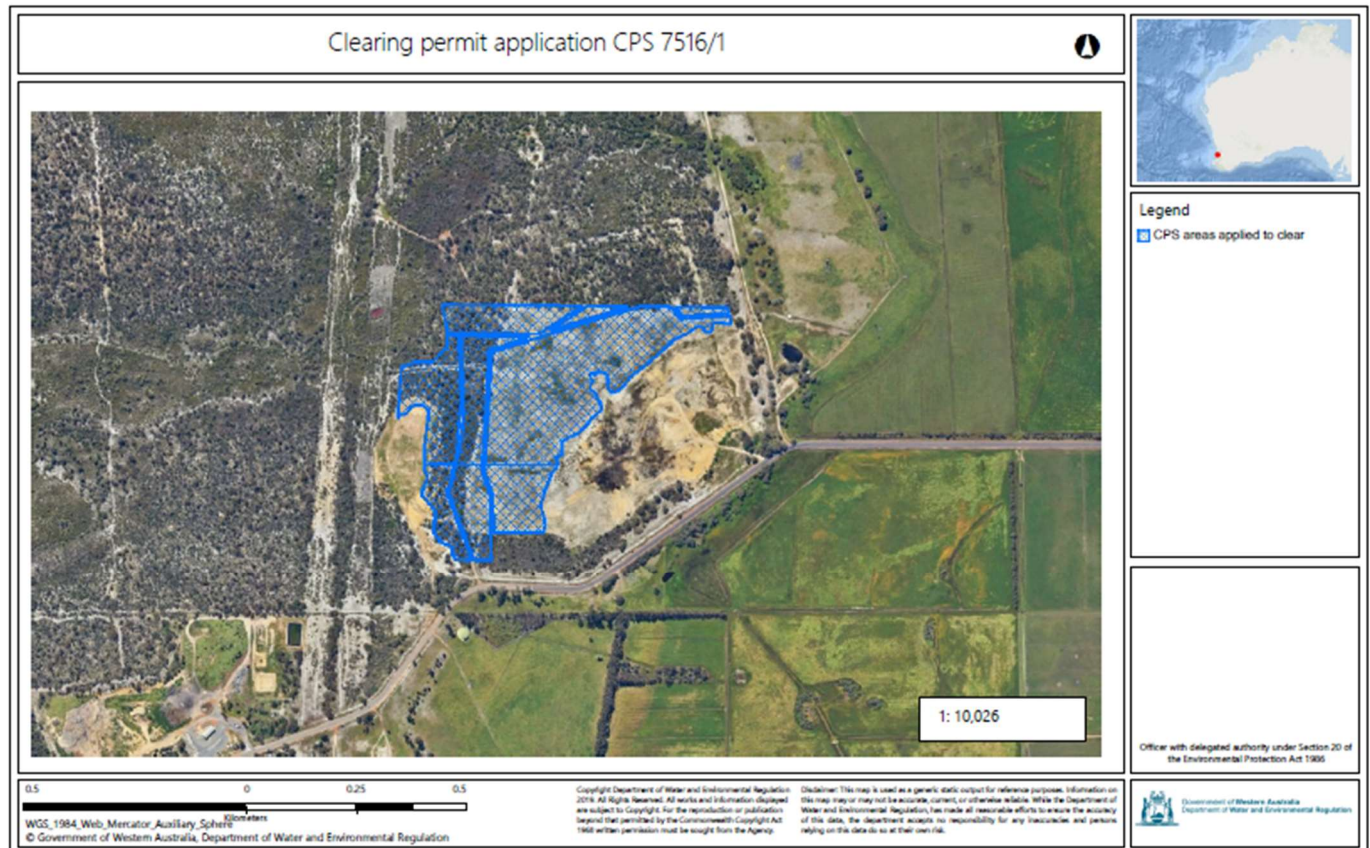 Clearing permit application CPS 7516/1
Legend
CPS areas applied to clear
1: 10,026
Officer with delegated authority under Section 20 of
the Environmental Protection Act 1986
0.5 0 0.25 0.5
Kilometers
WGS_1984_Web_Mercator_Auxiliary_Sphere
© Government of Western Australia, Department of Water and Environmental Regulation
Copyright Department of Water and Environmental Regulation
2019. All Rights Reserved. All works and information displayed
are subject to Copyright. For the reproduction or publication
beyond that permitted by the Commonwealth Copyright Act
1968 written permission must be sought from the Agency.
Disclaimer: This map is used as a generic static output for reference purposes. Information on
this map may or may not be accurate, current, or otherwise reliable. While the Department of
Water and Environmental Regulation, has made all reasonable efforts to ensure the accuracy
of this data, the department accepts no responsibility for any inaccuracies and persons
relying on this data do so at their own risk.
Government of Western Australia
Department of Water and Environmental Regulation